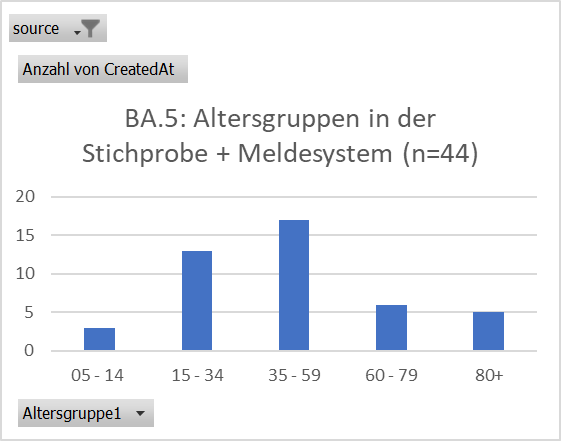 source
Anzahl von CreatedAt
BA.5: Altersgruppen in der
Stichprobe + Meldesystem (n=44)
20
15
10
5
0
05 - 14 15 - 34 35 - 59 60 - 79 80+
Altersgruppe1